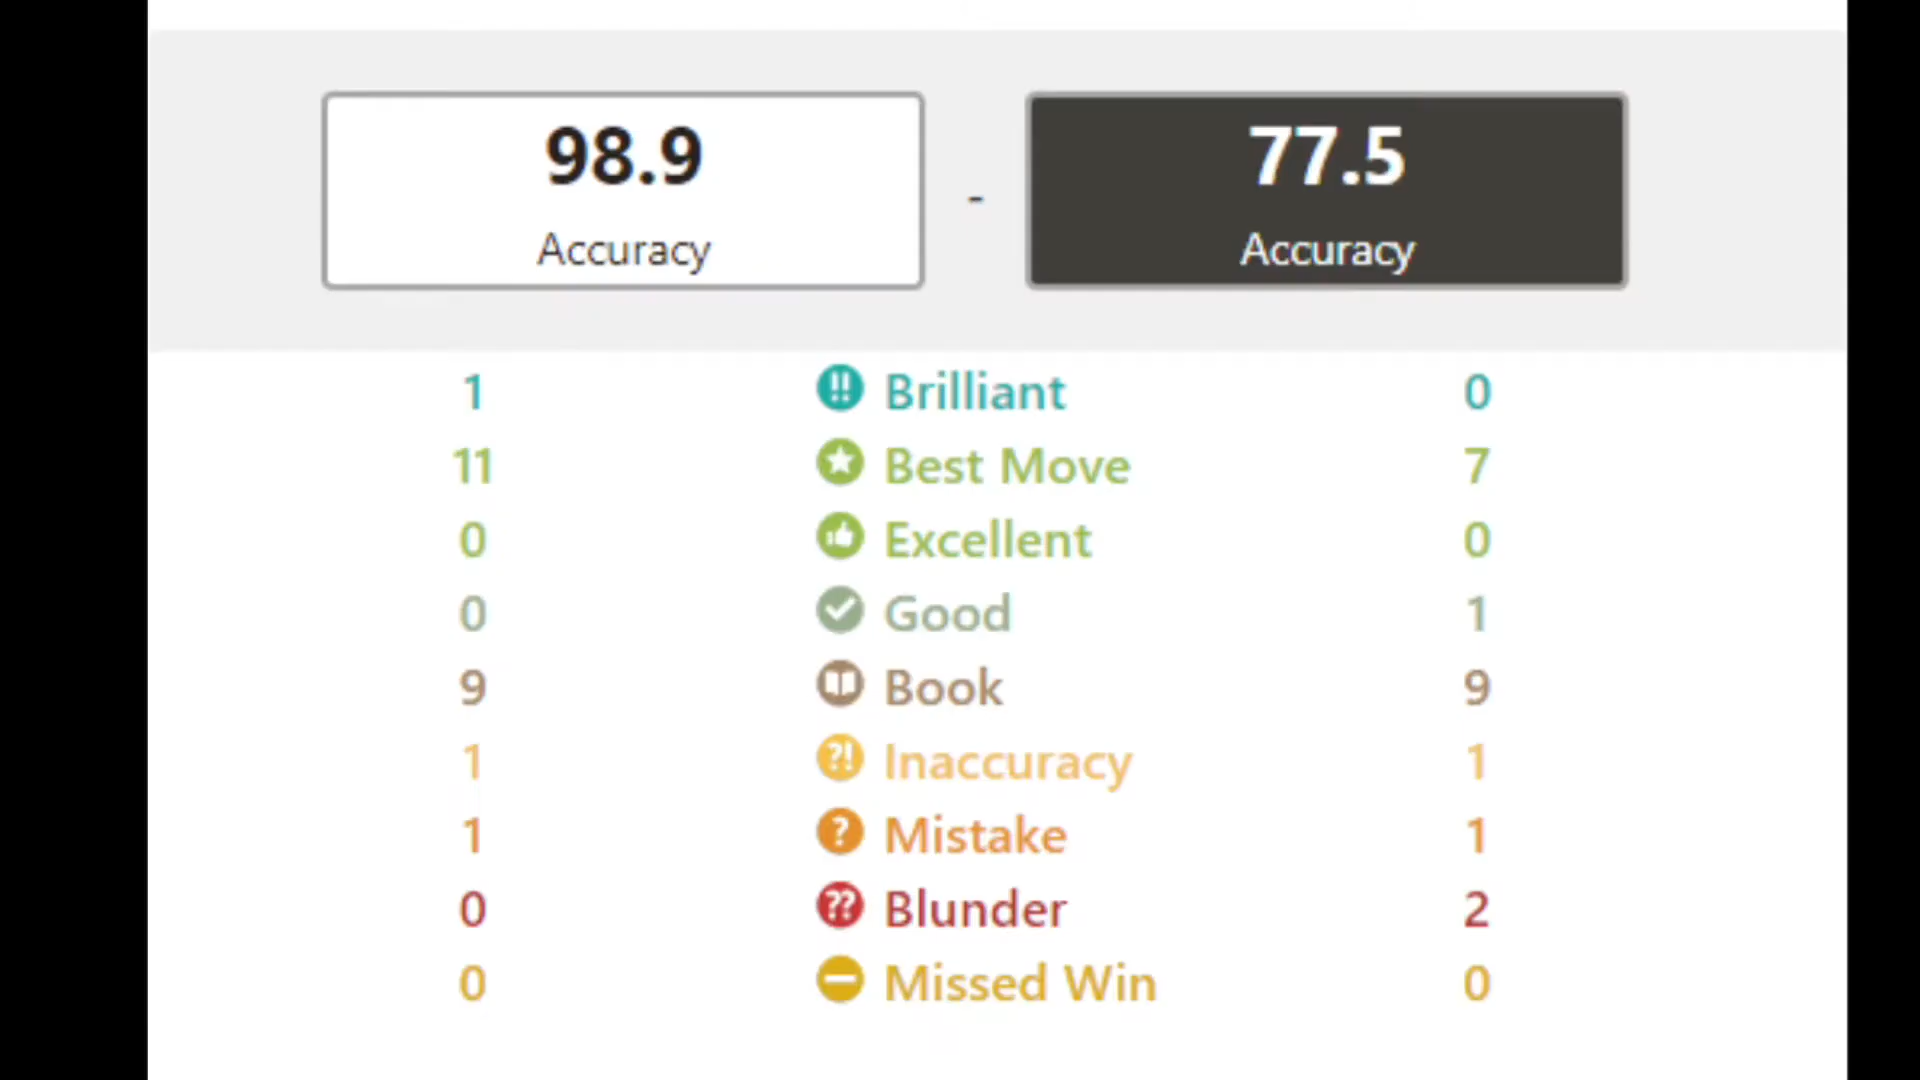 98.9 - 77.5
Accuracy Accuracy
1 !! Brilliant 0
11 Best Move 7
0 Excellent 0
0 Good 1
9 Book 9
1 ?! Inaccuracy 1
1 ? Mistake 1
0 ?? Blunder 2
0 Missed Win 0